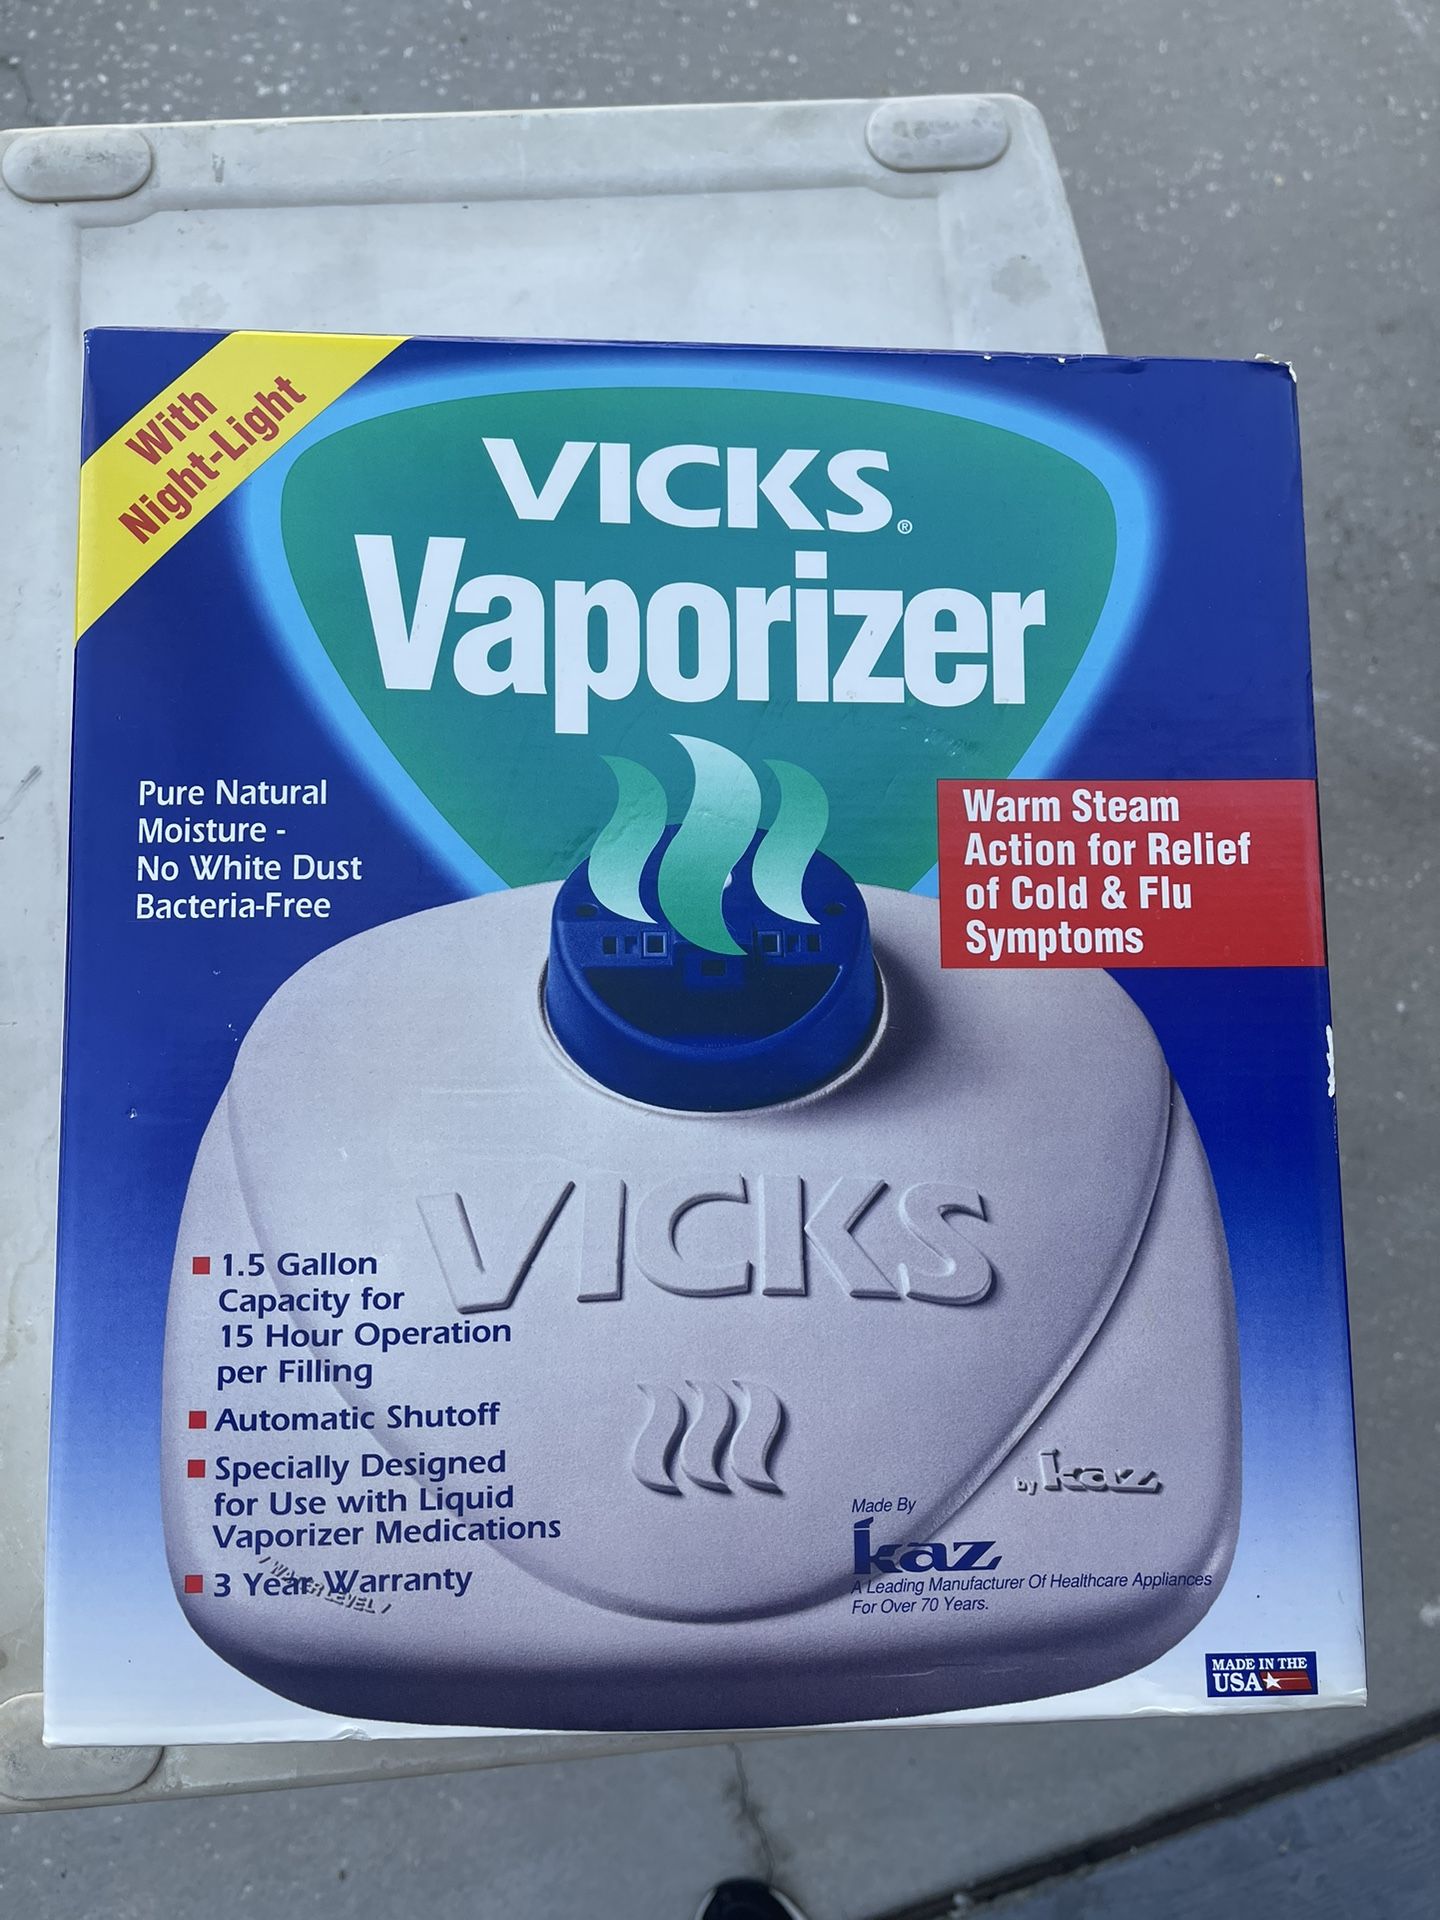 With
Night-Light
VICKS®
Vaporizer
Pure Natural
Moisture -
No White Dust
Bacteria-Free
Warm Steam
Action for Relief
of Cold & Flu
Symptoms
VICKS
■ 1.5 Gallon
Capacity for
15 Hour Operation
per Filling
■ Automatic Shutoff
■ Specially Designed
for Use with Liquid
Vaporizer Medications
■ 3 Year Warranty
WATER LEVEL
by kaz
Made By
kaz
A Leading Manufacturer Of Healthcare Appliances
For Over 70 Years.
MADE IN THE
USA